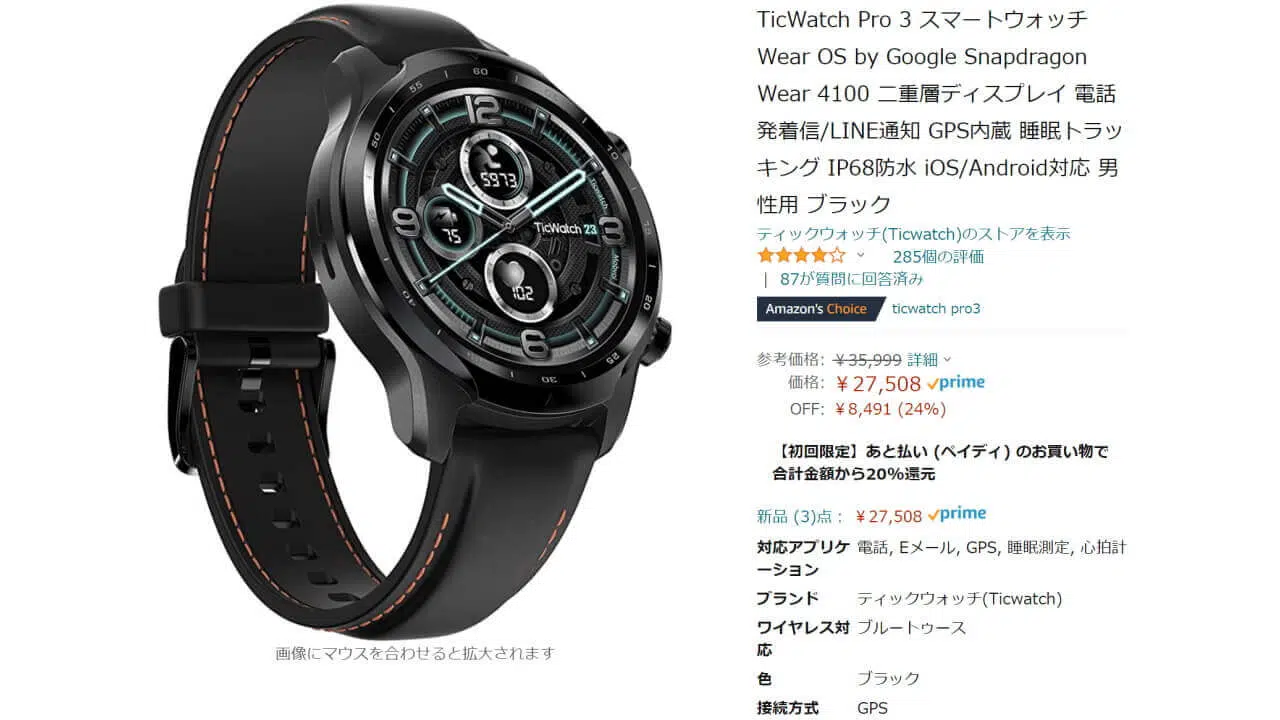 TicWatch Pro 3 スマートウォッチ
Wear OS by Google Snapdragon
Wear 4100 二重層ディスプレイ 電話
発着信/LINE通知 GPS内蔵 睡眠トラッ
キング IP68防水 iOS/Android対応 男
性用 ブラック
ティックウォッチ(Ticwatch)のストアを表示
285個の評価
| 87が質問に回答済み
Amazon's Choice ticwatch pro3
参考価格: ¥35,999 詳細
価格: ¥27,508 prime
OFF: ¥8,491 (24%)
【初回限定】あと払い (ペイディ) のお買い物で
合計金額から20%還元
新品 (3)点: ¥27,508 prime
対応アプリケ 電話, Eメール, GPS, 睡眠測定, 心拍計
ーション
ブランド ティックウォッチ(Ticwatch)
ワイヤレス対 ブルートゥース
応
色 ブラック
接続方式 GPS
60
55
50
10
15
20
25
30
40
12
3
6
9
5973
75
TicWatch 23
102
Ticwatch
Mobvoi
画像にマウスを合わせると拡大されます